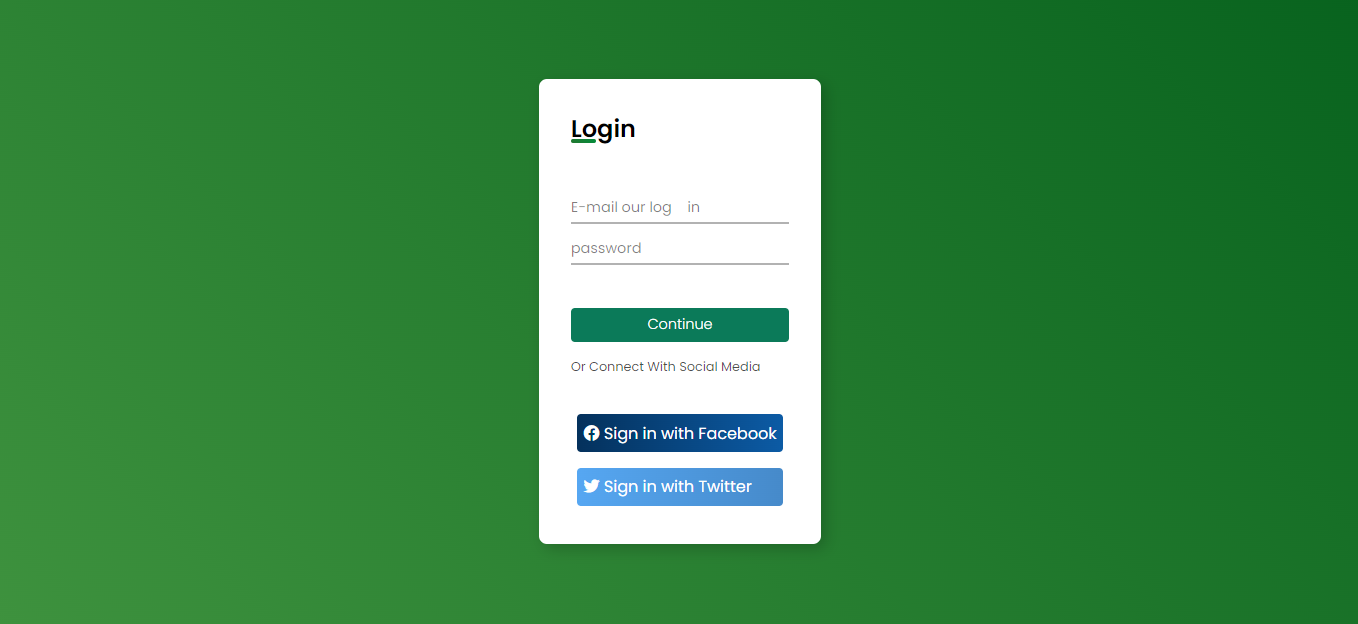 Login
E-mail our log in
password
Continue
Or Connect With Social Media
Sign in with Facebook
Sign in with Twitter